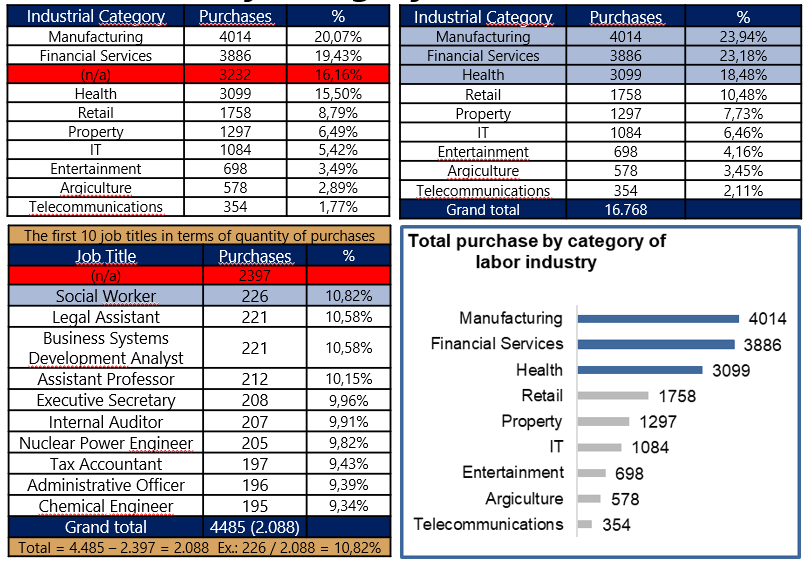 Industrial Category Purchases %
Manufacturing 4014 20,07%
Financial Services 3886 19,43%
(n/a) 3232 16,16%
Health 3099 15,50%
Retail 1758 8,79%
Property 1297 6,49%
IT 1084 5,42%
Entertainment 698 3,49%
Argiculture 578 2,89%
Telecommunications 354 1,77%
Industrial Category Purchases %
Manufacturing 4014 23,94%
Financial Services 3886 23,18%
Health 3099 18,48%
Retail 1758 10,48%
Property 1297 7,73%
IT 1084 6,46%
Entertainment 698 4,16%
Argiculture 578 3,45%
Telecommunications 354 2,11%
Grand total 16.768
The first 10 job titles in terms of quantity of purchases
Job Title Purchases %
(n/a) 2397
Social Worker 226 10,82%
Legal Assistant 221 10,58%
Business Systems
Development Analyst 221 10,58%
Assistant Professor 212 10,15%
Executive Secretary 208 9,96%
Internal Auditor 207 9,91%
Nuclear Power Engineer 205 9,82%
Tax Accountant 197 9,43%
Administrative Officer 196 9,39%
Chemical Engineer 195 9,34%
Grand total 4485 (2.088)
Total = 4.485 – 2.397 = 2.088 Ex.: 226 / 2.088 = 10,82%
Total purchase by category of
labor industry
Manufacturing 4014
Financial Services 3886
Health 3099
Retail 1758
Property 1297
IT 1084
Entertainment 698
Argiculture 578
Telecommunications 354